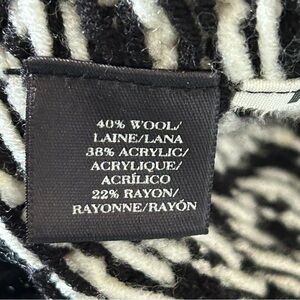 40% WOOL/
LAINE/LANA
38% ACRYLIC/
ACRYLIQUE/
ACRÍLICO
22% RAYON/
RAYONNE/RAYÓN